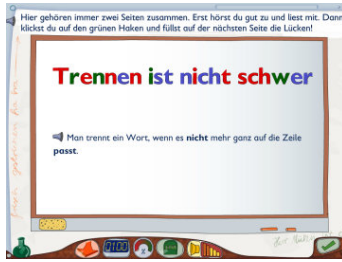 Hier gehören immer zwei Seiten zusammen. Erst hörst du gut zu und liest mit. Dann
klickst du auf den grünen Haken und füllst auf der nächsten Seite die Lücken!
Trennen ist nicht schwer
Man trennt ein Wort, wenn es nicht mehr ganz auf die Zeile
passt.